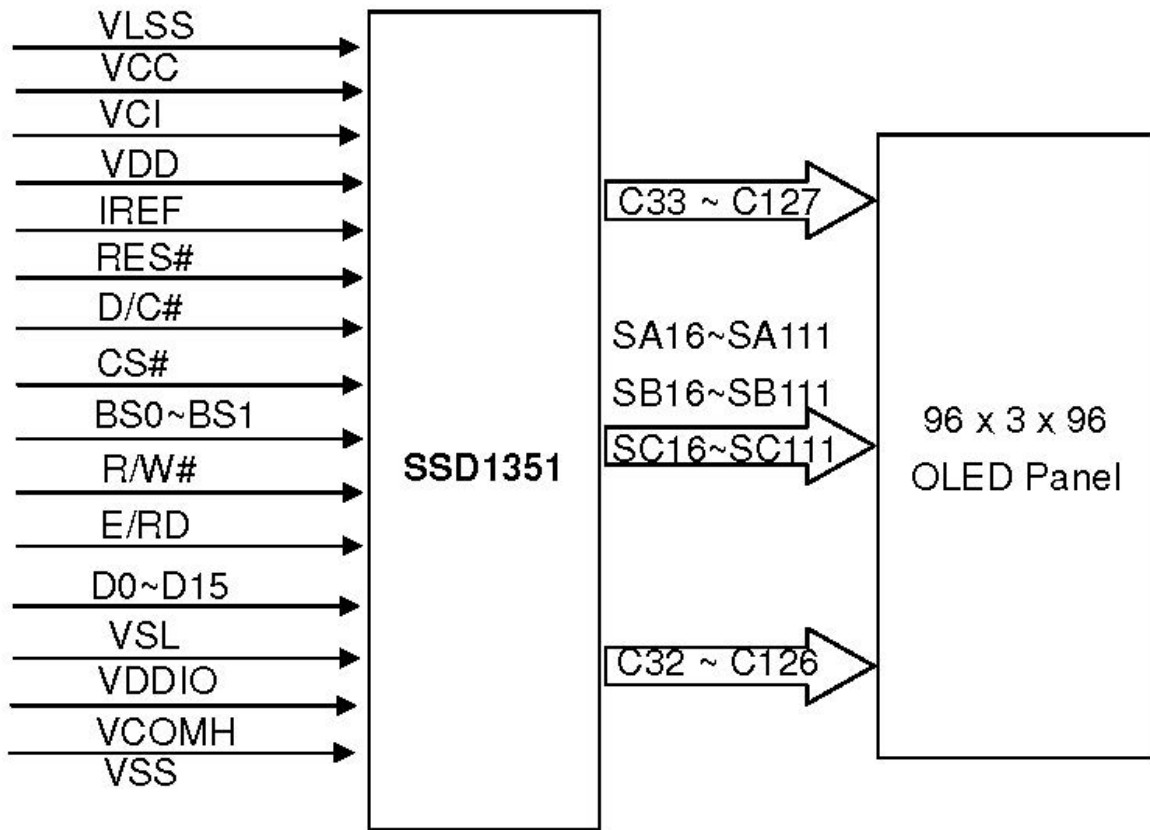 VLSS
VCC
VCI
VDD
IREF
RES#
D/C#
CS#
BS0~BS1
R/W#
E/RD
D0~D15
VSL
VDDIO
VCOMH
VSS
SSD1351
C33 ~ C127
SA16~SA111
SB16~SB111
SC16~SC111
C32 ~ C126
96 x 3 x 96
OLED Panel